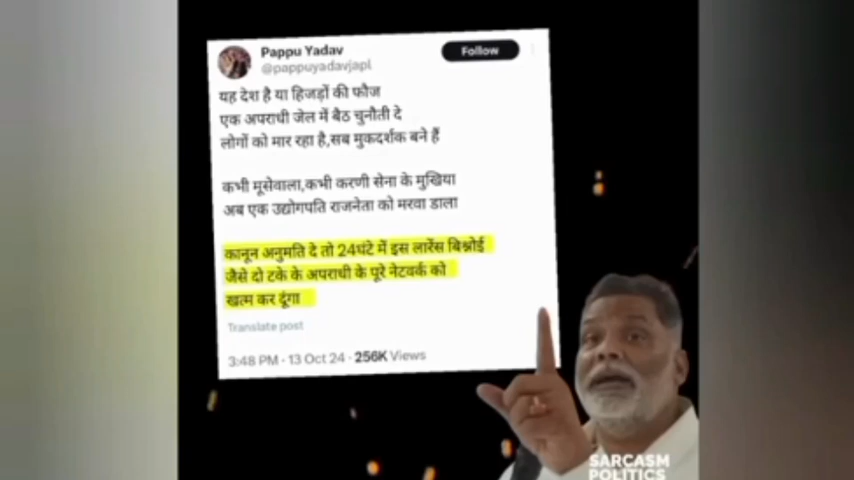 Pappu Yadav
@pappuyadavjapl
Follow
यह देश है या हिजड़ों की फौज
एक अपराधी जेल में बैठ चुनौती दे
लोगों को मार रहा है,सब मुकदर्शक बने हैं
कभी मूसेवाला,कभी करणी सेना के मुखिया
अब एक उद्योगपति राजनेता को मरवा डाला
कानून अनुमति दे तो 24घंटे में इस लारेंस बिश्नोई
जैसे दो टके के अपराधी के पूरे नेटवर्क को
खत्म कर दूंगा
Translate post
3:48 PM · 13 Oct 24 · 256K Views
SARCASM
POLITICS